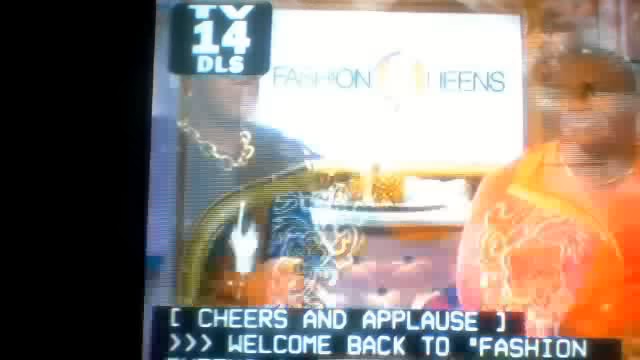 TV
14
DLS
FASHION QUEENS
[ CHEERS AND APPLAUSE ]
>>> WELCOME BACK TO "FASHION